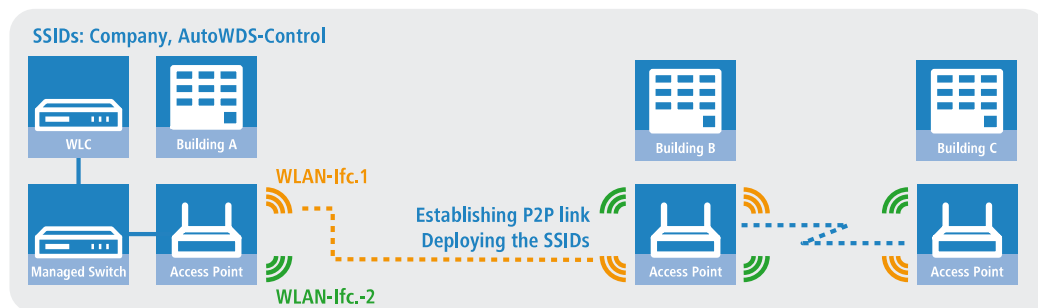 SSIDs: Company, AutoWDS-Control
WLC
Building A
Building B
Building C
WLAN-Ifc.1
Establishing P2P link
Deploying the SSIDs
Managed Switch
Access Point
Access Point
Access Point
WLAN-Ifc.-2